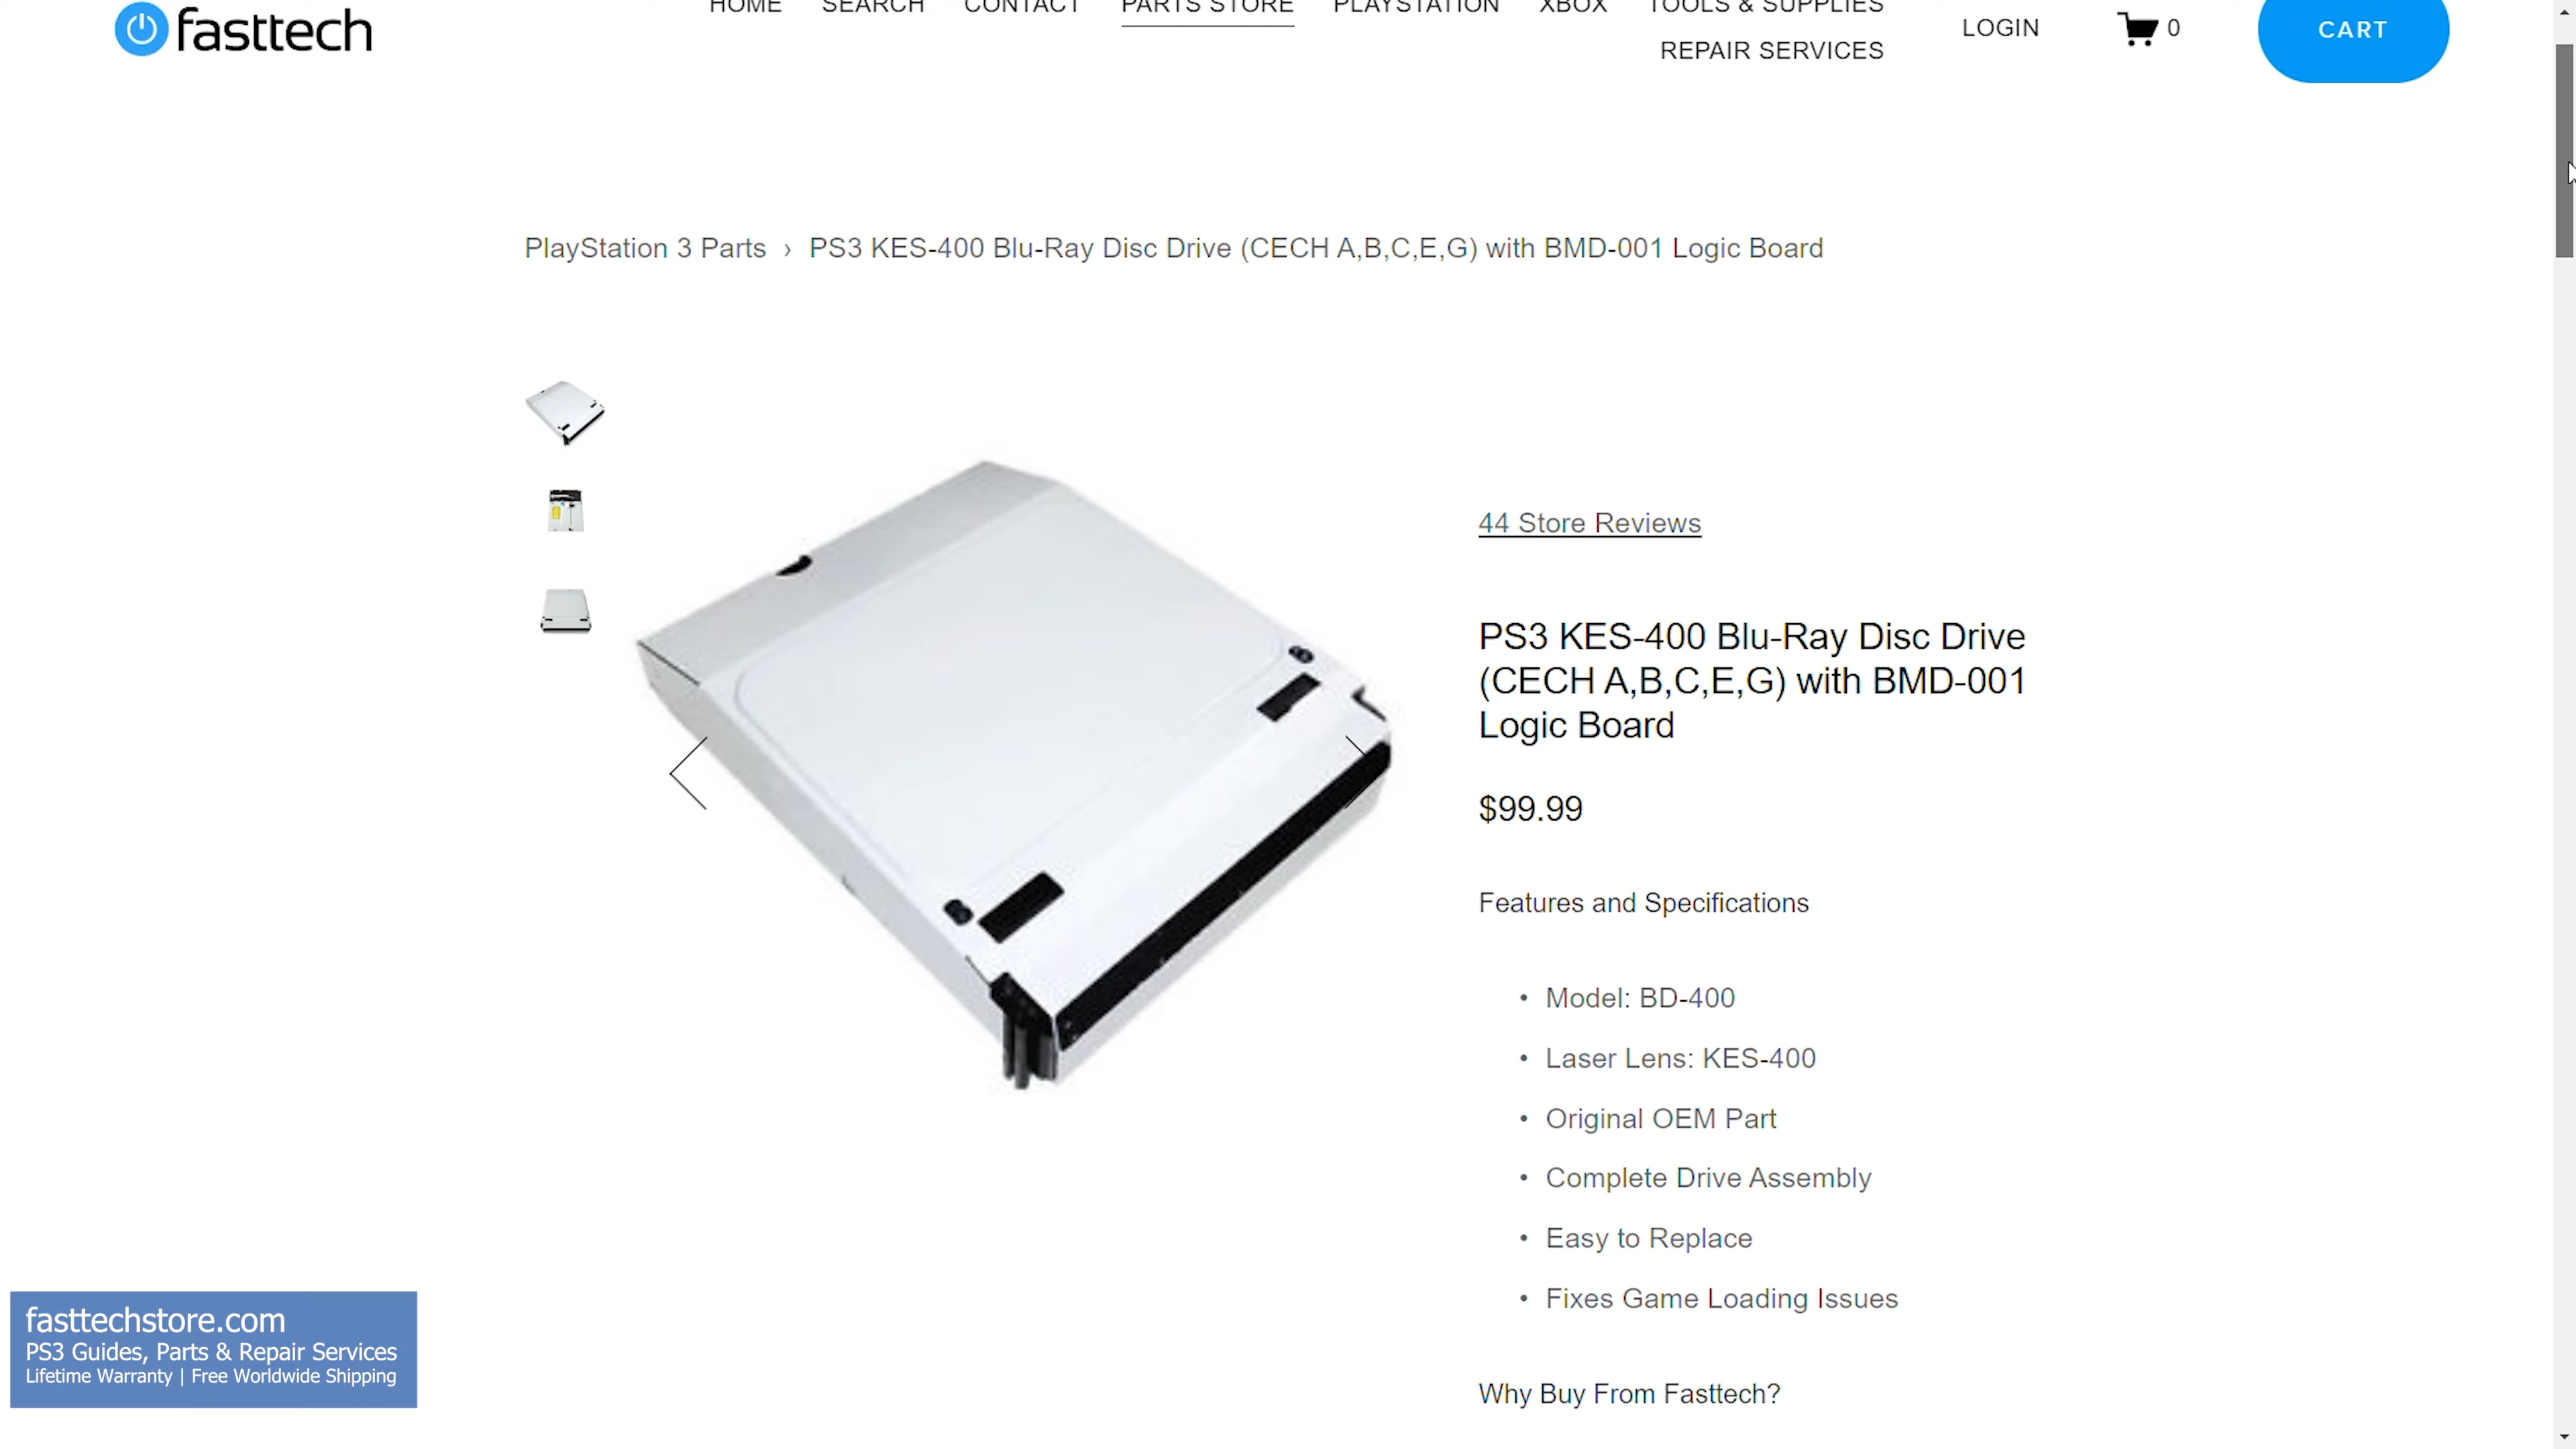 fasttech
HOME SEARCH CONTACT PARTS STORE PLAYSTATION XBOX TOOLS & SUPPLIES
REPAIR SERVICES
LOGIN
0
CART
PlayStation 3 Parts › PS3 KES-400 Blu-Ray Disc Drive (CECH A,B,C,E,G) with BMD-001 Logic Board
44 Store Reviews
PS3 KES-400 Blu-Ray Disc Drive
(CECH A,B,C,E,G) with BMD-001
Logic Board
$99.99
Features and Specifications
• Model: BD-400
• Laser Lens: KES-400
• Original OEM Part
• Complete Drive Assembly
• Easy to Replace
• Fixes Game Loading Issues
Why Buy From Fasttech?
fasttechstore.com
PS3 Guides, Parts & Repair Services
Lifetime Warranty | Free Worldwide Shipping